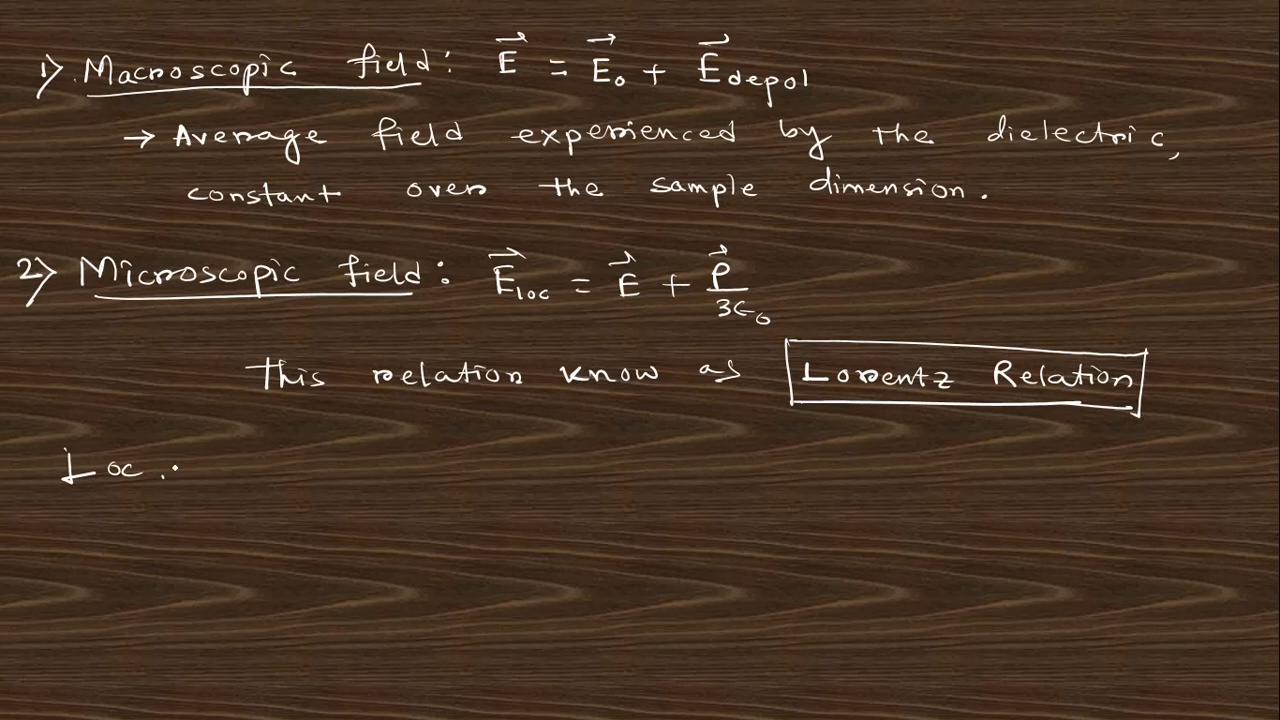 1) Macroscopic field: E⃗ = E⃗₀ + E⃗depol
→ Average field experienced by the dielectric,
constant over the sample dimension.
2) Microscopic field: E⃗loc = E⃗ + P⃗/3ϵ₀
This relation know as Lorentz Relation
Loc